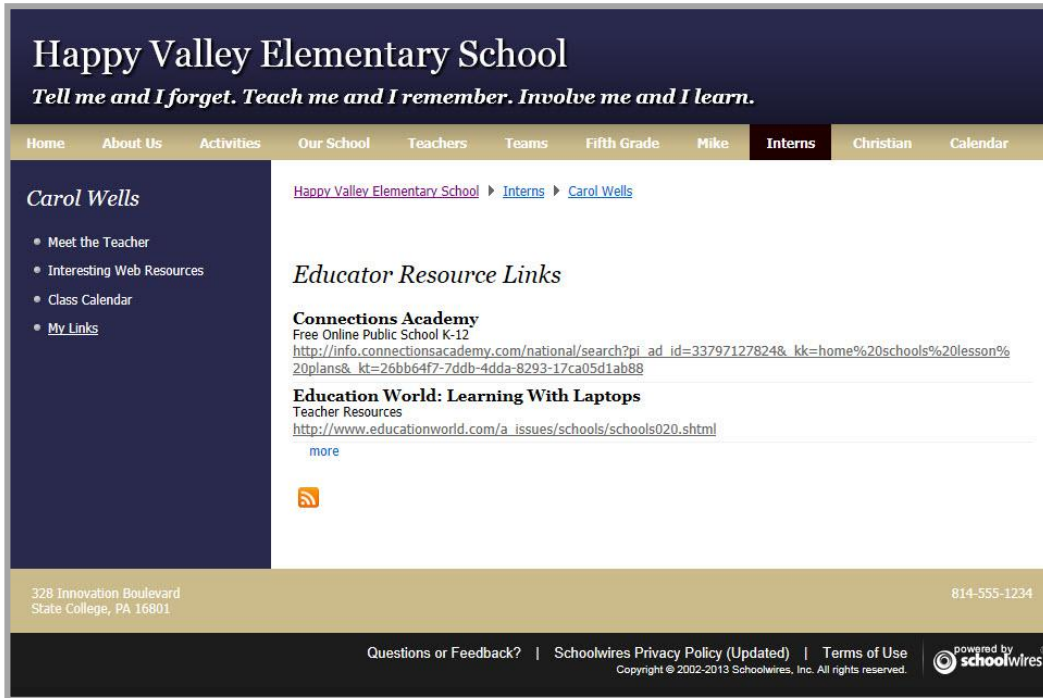 Happy Valley Elementary School
Tell me and I forget. Teach me and I remember. Involve me and I learn.
Home About Us Activities Our School Teachers Teams Fifth Grade Mike Interns Christian Calendar
Carol Wells
Meet the Teacher
Interesting Web Resources
Class Calendar
My Links
Happy Valley Elementary School Interns Carol Wells
Educator Resource Links
Connections Academy
Free Online Public School K-12
http://info.connectionsacademy.com/national/search?pi_ad_id=33797127824&_kk=home%20schools%20lesson%
20plans&_kt=26bb64f7-7ddb-4dda-8293-17ca05d1ab88
Education World: Learning With Laptops
Teacher Resources
http://www.educationworld.com/a_issues/schools/schools020.shtml
more
328 Innovation Boulevard
State College, PA 16801
814-555-1234
Questions or Feedback? | Schoolwires Privacy Policy (Updated) | Terms of Use
Copyright © 2002-2013 Schoolwires, Inc. All rights reserved.
powered by
schoolwires